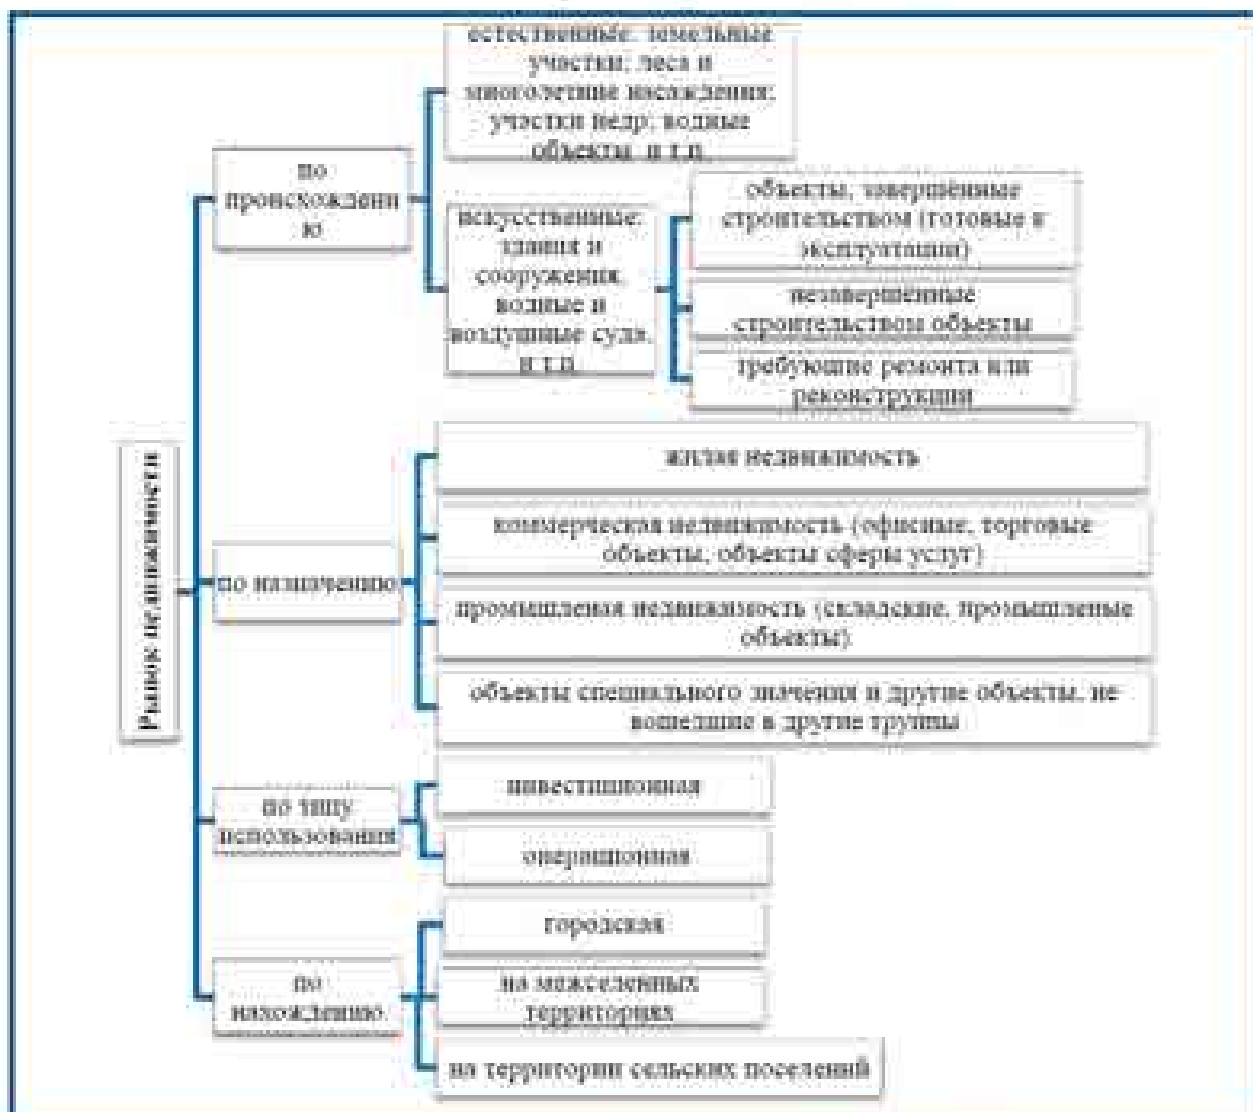 естественные: земельные
участки, леса и
многолетние насаждения,
участки недр, водные
объекты и т.п.
по
происхождени
ю
искусственные:
здания и
сооружения,
водные и
воздушные суда,
и т.п.
объекты, завершённые
строительством (готовые к
эксплуатации)
незавершённые
строительством объекты
требующие ремонта или
реконструкции
Рынок недвижимости
по назначению
жилая недвижимость
коммерческая недвижимость (офисные, торговые
объекты, объекты сферы услуг)
промышленая недвижимость (складские, промышленые
объекты)
объекты специального значения и другие объекты, не
вошедшие в другие группы
по типу
использования
инвестиционная
операционная
по
нахождению
городская
на межселенных
территориях
на территории сельских поселений